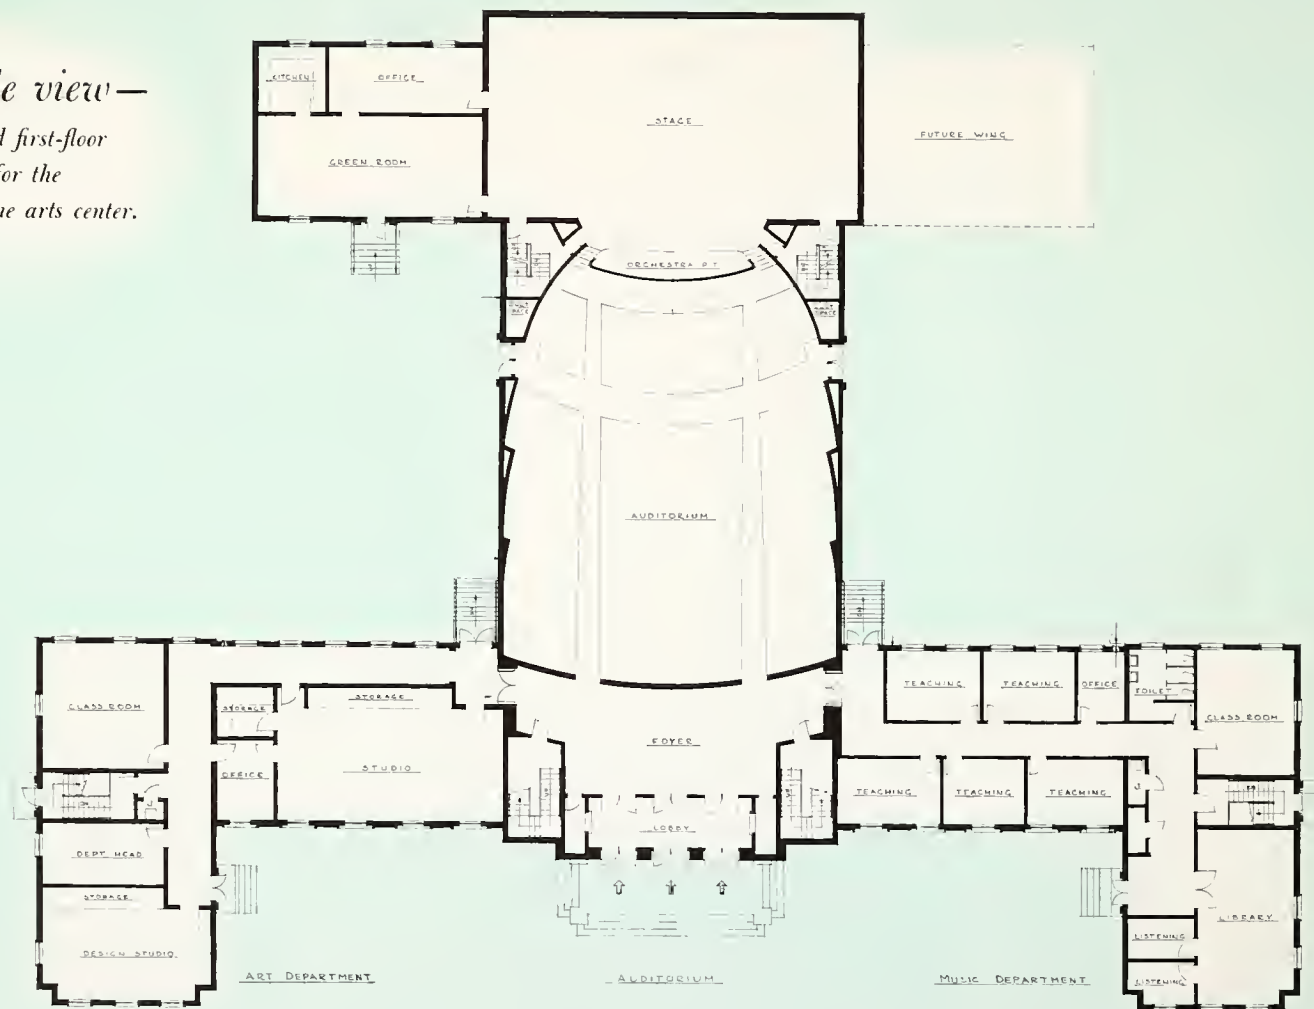 view—
first-floor
for the
arts center.
KITCHEN
OFFICE
STAGE
FUTURE WING
GREEN ROOM
ORCHESTRA PIT
AUDITORIUM
CLASS ROOM
STORAGE
STORAGE
TEACHING
TEACHING
OFFICE
TOILET
CLASS ROOM
FOYER
OFFICE
STUDIO
TEACHING
TEACHING
TEACHING
LOBBY
DEPT. HEAD
STORAGE
LIBRARY
LISTENING
DESIGN STUDIO
LISTENING
ART DEPARTMENT
AUDITORIUM
MUSIC DEPARTMENT